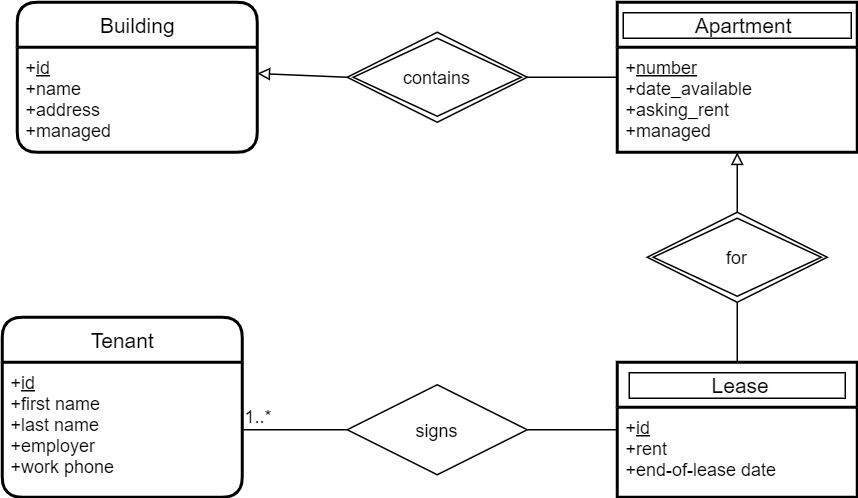 Building
+id
+name
+address
+managed
contains
Apartment
+number
+date_available
+asking_rent
+managed
for
Tenant
+id
+first name
+last name
+employer
+work phone
1..*
signs
Lease
+id
+rent
+end-of-lease date